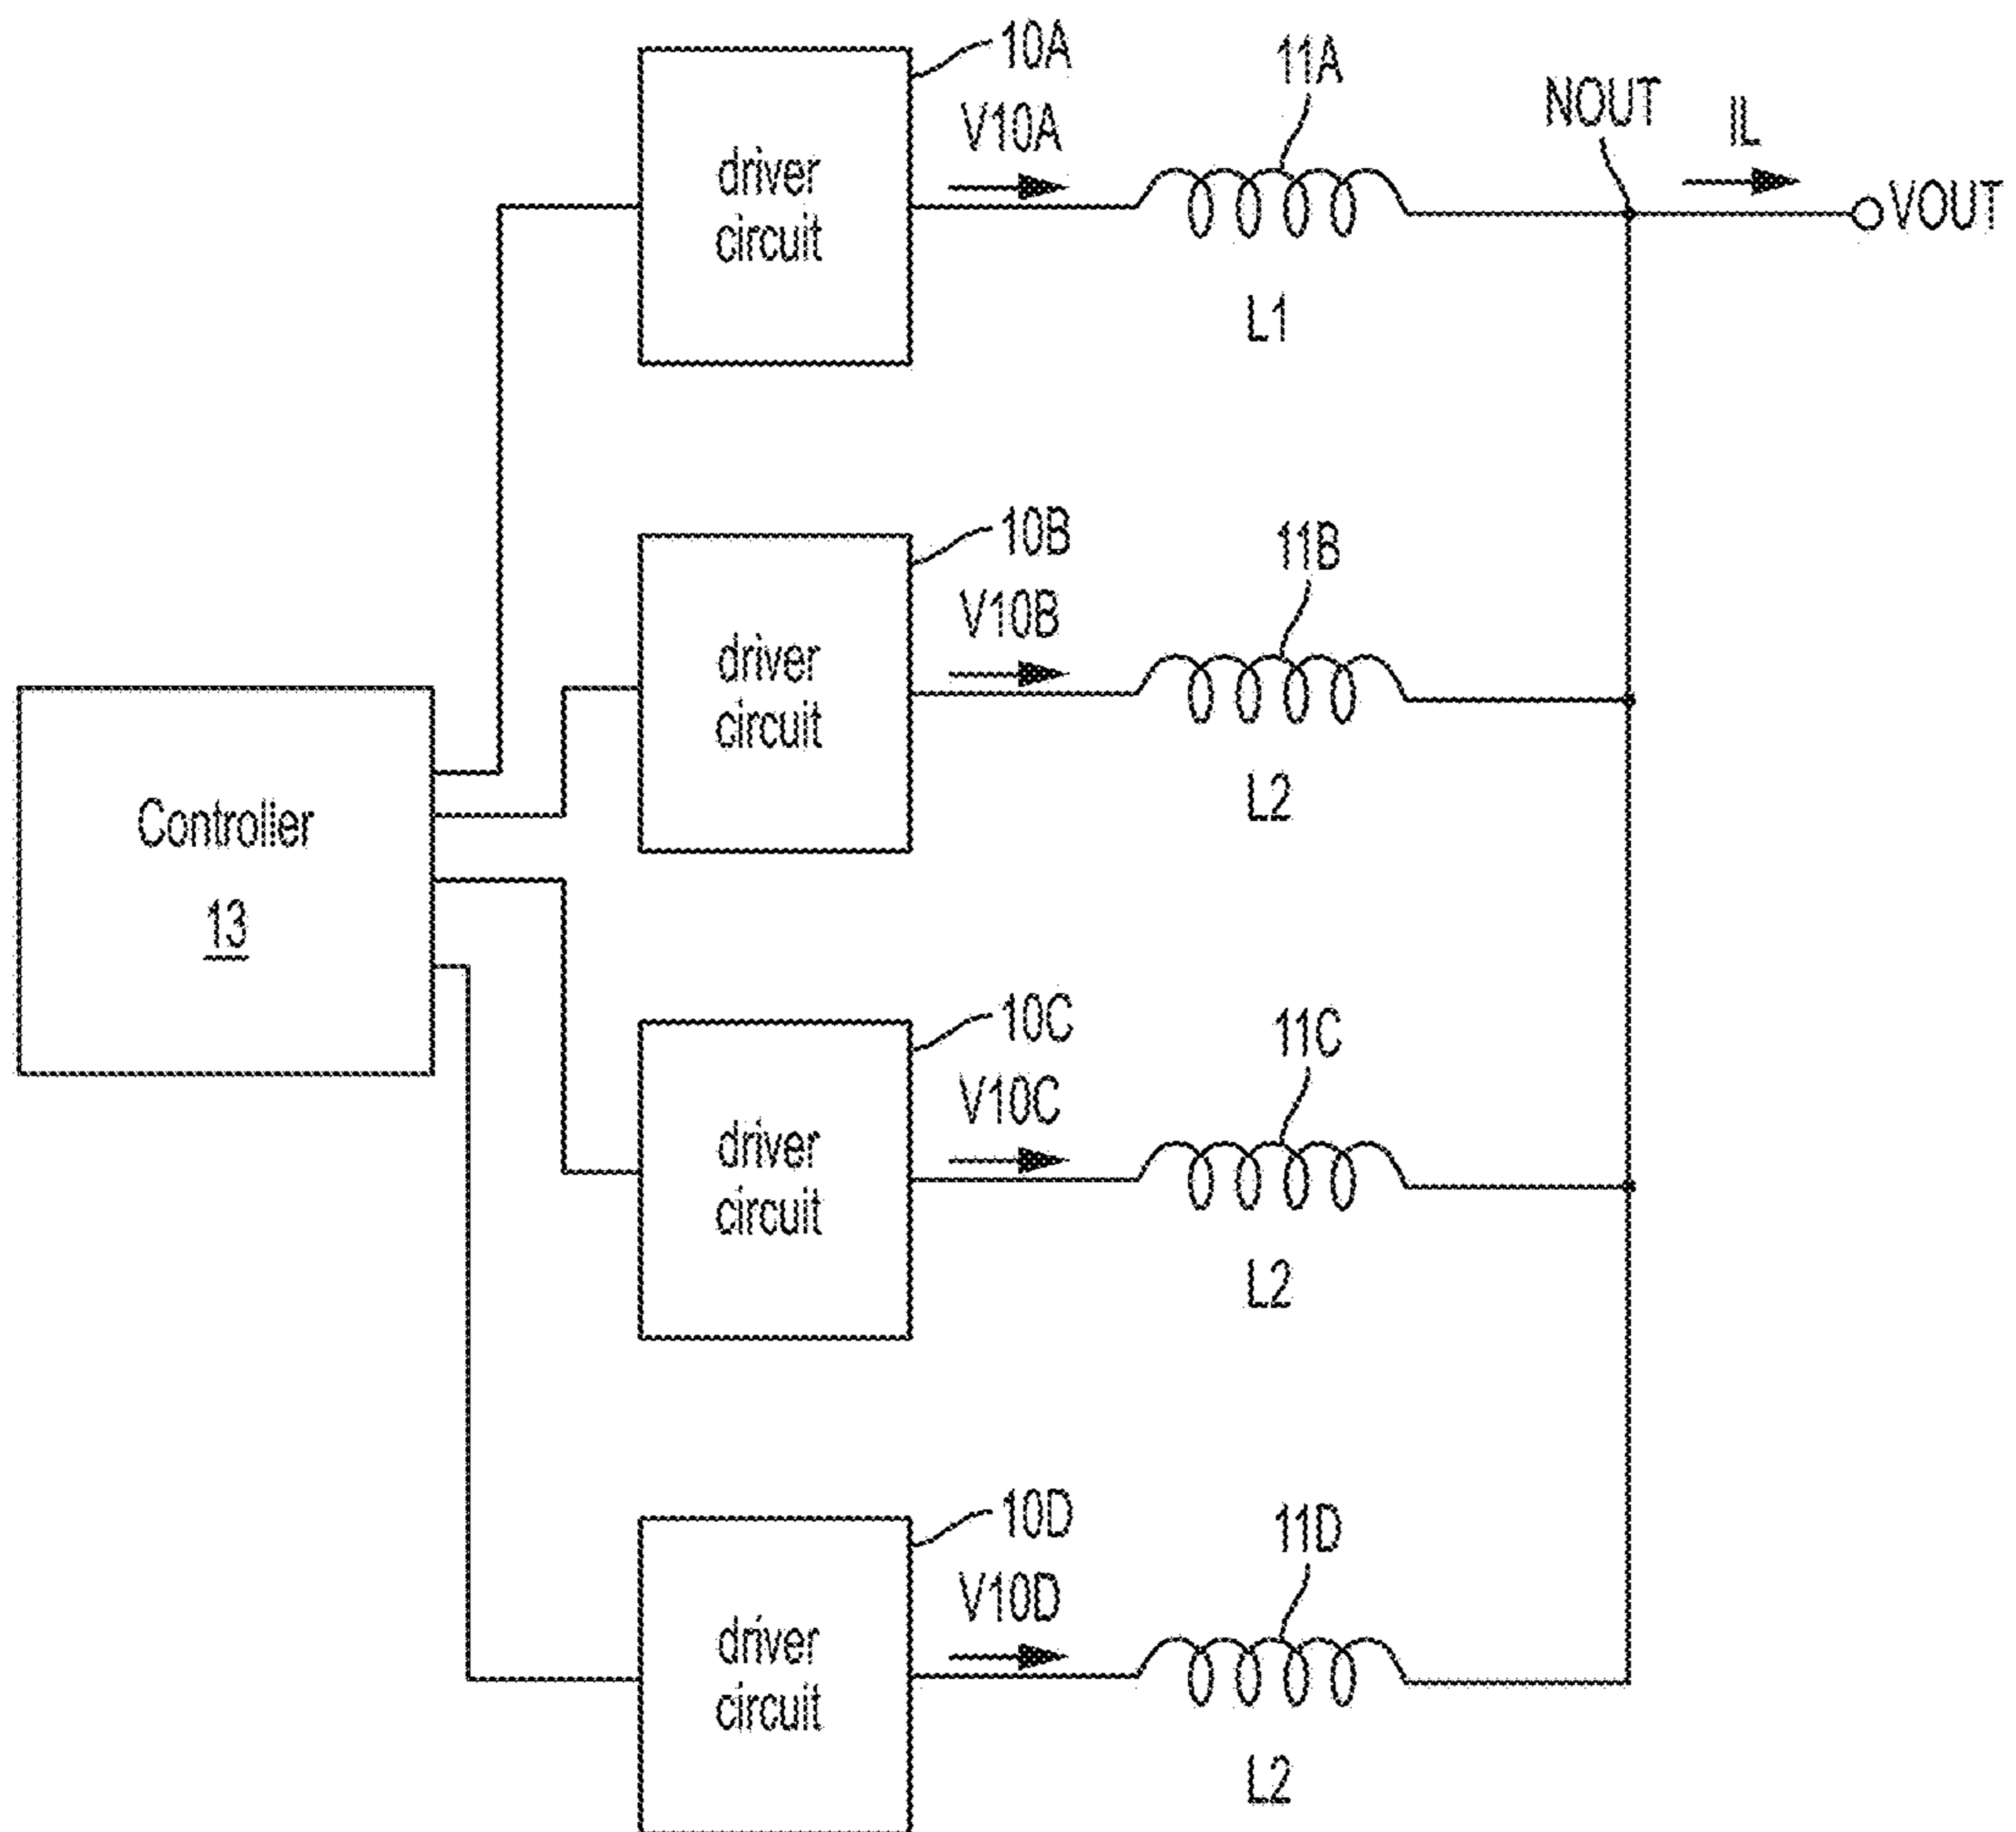 10A
11A
V10A
NOUT
IL
driver
circuit
VOUT
L1
10B
11B
V10B
driver
circuit
L2
Controller
13
10C
11C
V10C
driver
circuit
L2
10D
11D
V10D
driver
circuit
L2